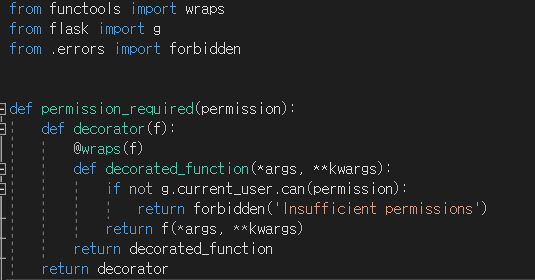 from functools import wraps
from flask import g
from .errors import forbidden
def permission_required(permission):
    def decorator(f):
        @wraps(f)
        def decorated_function(*args, **kwargs):
            if not g.current_user.can(permission):
                return forbidden('Insufficient permissions')
            return f(*args, **kwargs)
        return decorated_function
    return decorator